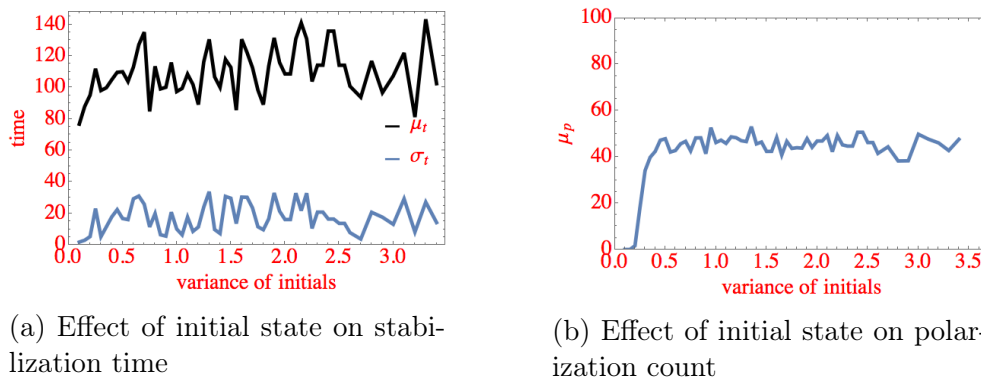 140
120
100
80
60
40
20
0
time
μt
σt
0.0 0.5 1.0 1.5 2.0 2.5 3.0
variance of initials
(a) Effect of initial state on stabi-
lization time
100
80
60
40
20
0
μp
0.0 0.5 1.0 1.5 2.0 2.5 3.0 3.5
variance of initials
(b) Effect of initial state on polar-
ization count